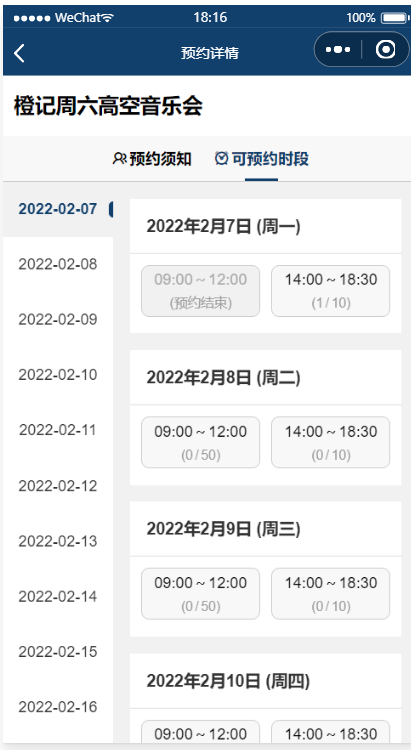 WeChat 18:16 100%
预约详情
橙记周六高空音乐会
预约须知 可预约时段
2022-02-07
2022-02-08
2022-02-09
2022-02-10
2022-02-11
2022-02-12
2022-02-13
2022-02-14
2022-02-15
2022-02-16
2022年2月7日 (周一)
09:00 ~ 12:00 14:00 ~ 18:30
(预约结束) (1 / 10)
2022年2月8日 (周二)
09:00 ~ 12:00 14:00 ~ 18:30
(0 / 50) (0 / 10)
2022年2月9日 (周三)
09:00 ~ 12:00 14:00 ~ 18:30
(0 / 50) (0 / 10)
2022年2月10日 (周四)
09:00 ~ 12:00 14:00 ~ 18:30